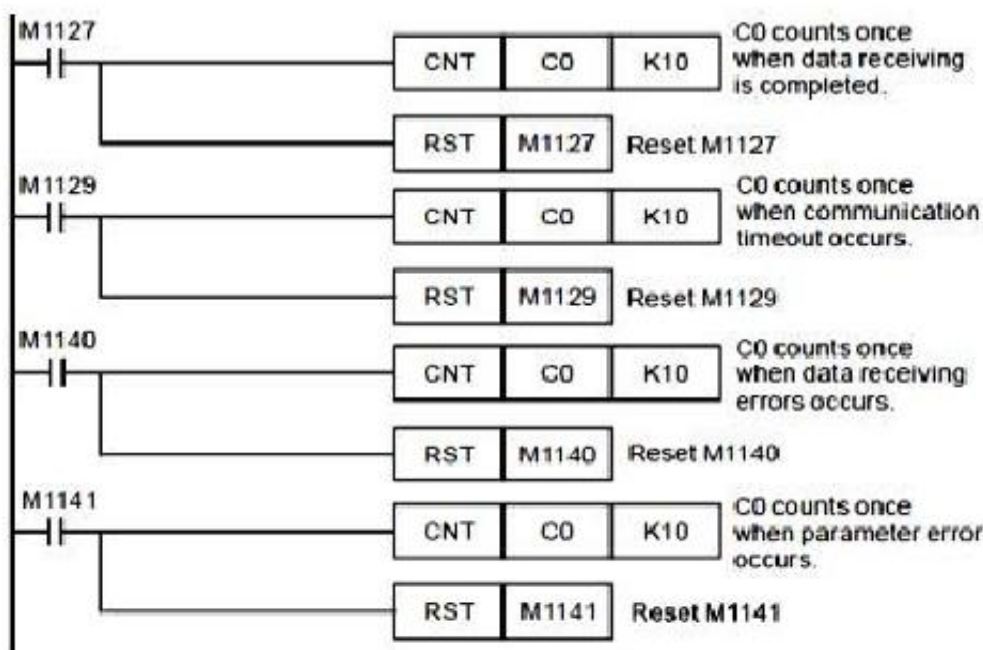 M1127
CNT C0 K10
C0 counts once
when data receiving
is completed.
RST M1127 Reset M1127
M1129
CNT C0 K10
C0 counts once
when communication
timeout occurs.
RST M1129 Reset M1129
M1140
CNT C0 K10
C0 counts once
when data receiving
errors occurs.
RST M1140 Reset M1140
M1141
CNT C0 K10
C0 counts once
when parameter error
occurs.
RST M1141 Reset M1141